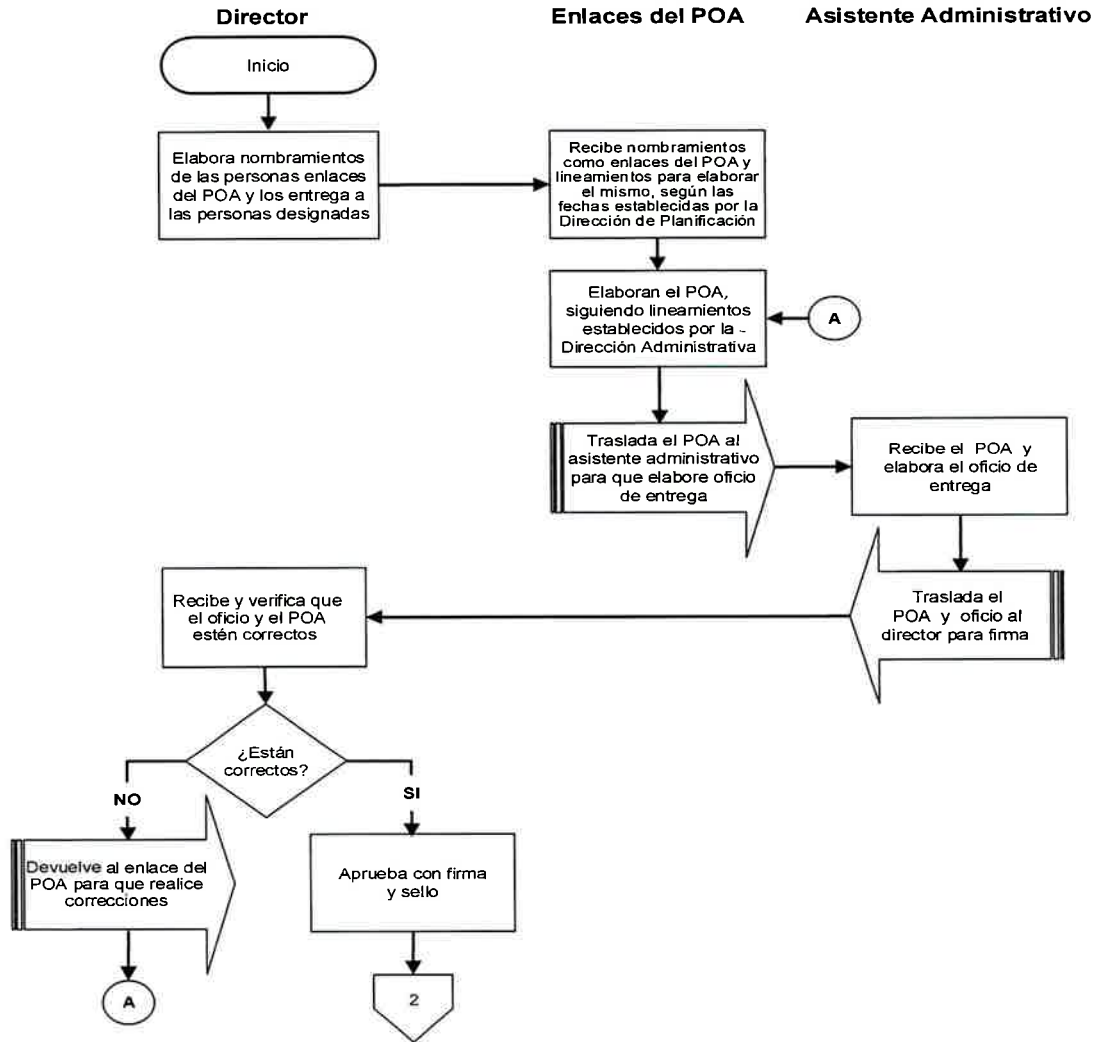 Director
Enlaces del POA
Asistente Administrativo
Inicio
Elabora nombramientos
de las personas enlaces
del POA y los entrega a
las personas designadas
Recibe nombramientos
como enlaces del POA y
lineamientos para elaborar
el mismo, según las
fechas establecidas por la
Dirección de Planificación
Elaboran el POA,
siguiendo lineamientos
establecidos por la -
Dirección Administrativa
A
Traslada el POA al
asistente administrativo
para que elabore oficio
de entrega
Recibe el POA y
elabora el oficio de
entrega
Traslada el
POA y oficio al
director para firma
Recibe y verifica que
el oficio y el POA
estén correctos
¿Están
correctos?
NO
SI
Devuelve al enlace del
POA para que realice
correcciones
Aprueba con firma
y sello
A
2